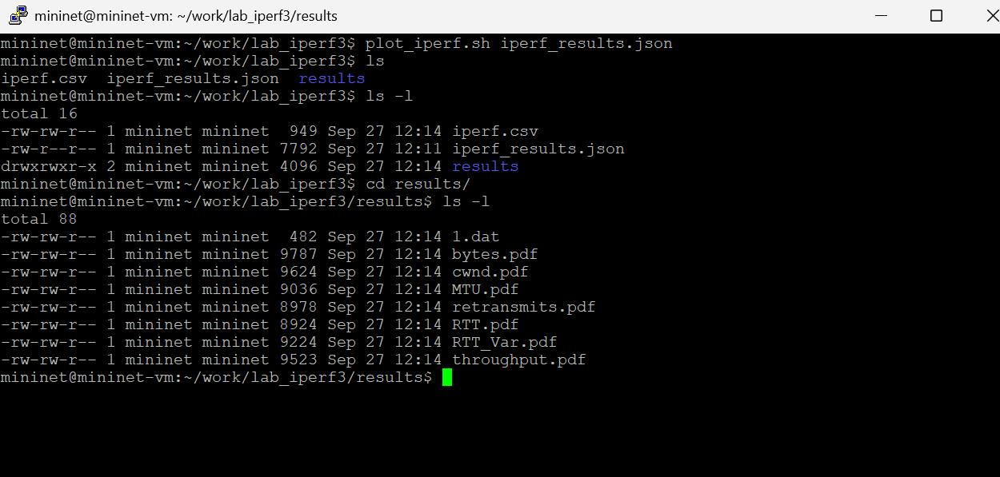 mininet@mininet-vm: ~/work/lab_iperf3/results
mininet@mininet-vm:~/work/lab_iperf3$ plot_iperf.sh iperf_results.json
mininet@mininet-vm:~/work/lab_iperf3$ ls
iperf.csv  iperf_results.json  results
mininet@mininet-vm:~/work/lab_iperf3$ ls -l
total 16
-rw-rw-r-- 1 mininet mininet  949 Sep 27 12:14 iperf.csv
-rw-r--r-- 1 mininet mininet 7792 Sep 27 12:11 iperf_results.json
drwxrwxr-x 2 mininet mininet 4096 Sep 27 12:14 results
mininet@mininet-vm:~/work/lab_iperf3$ cd results/
mininet@mininet-vm:~/work/lab_iperf3/results$ ls -l
total 88
-rw-rw-r-- 1 mininet mininet  482 Sep 27 12:14 1.dat
-rw-rw-r-- 1 mininet mininet 9787 Sep 27 12:14 bytes.pdf
-rw-rw-r-- 1 mininet mininet 9624 Sep 27 12:14 cwnd.pdf
-rw-rw-r-- 1 mininet mininet 9036 Sep 27 12:14 MTU.pdf
-rw-rw-r-- 1 mininet mininet 8978 Sep 27 12:14 retransmits.pdf
-rw-rw-r-- 1 mininet mininet 8924 Sep 27 12:14 RTT.pdf
-rw-rw-r-- 1 mininet mininet 9224 Sep 27 12:14 RTT_Var.pdf
-rw-rw-r-- 1 mininet mininet 9523 Sep 27 12:14 throughput.pdf
mininet@mininet-vm:~/work/lab_iperf3/results$